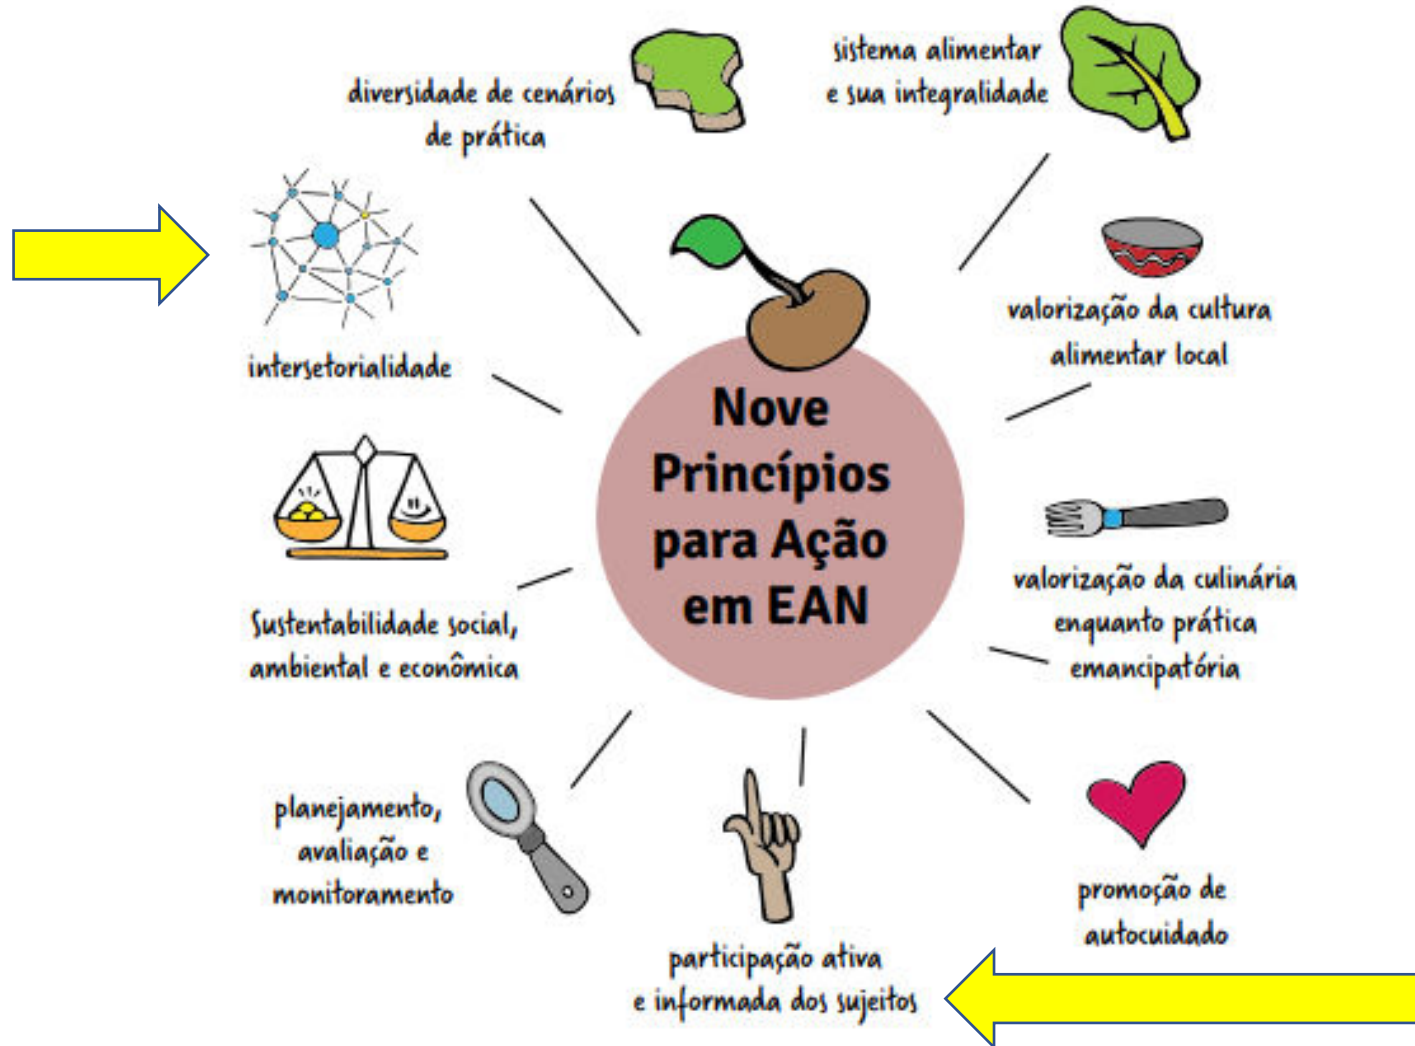 diversidade de cenários
de prática
sistema alimentar
e sua integralidade
intersetorialidade
valorização da cultura
alimentar local
Nove
Princípios
para Ação
em EAN
Sustentabilidade social,
ambiental e econômica
valorização da culinária
enquanto prática
emancipatória
planejamento,
avaliação e
monitoramento
promoção de
autocuidado
participação ativa
e informada dos sujeitos